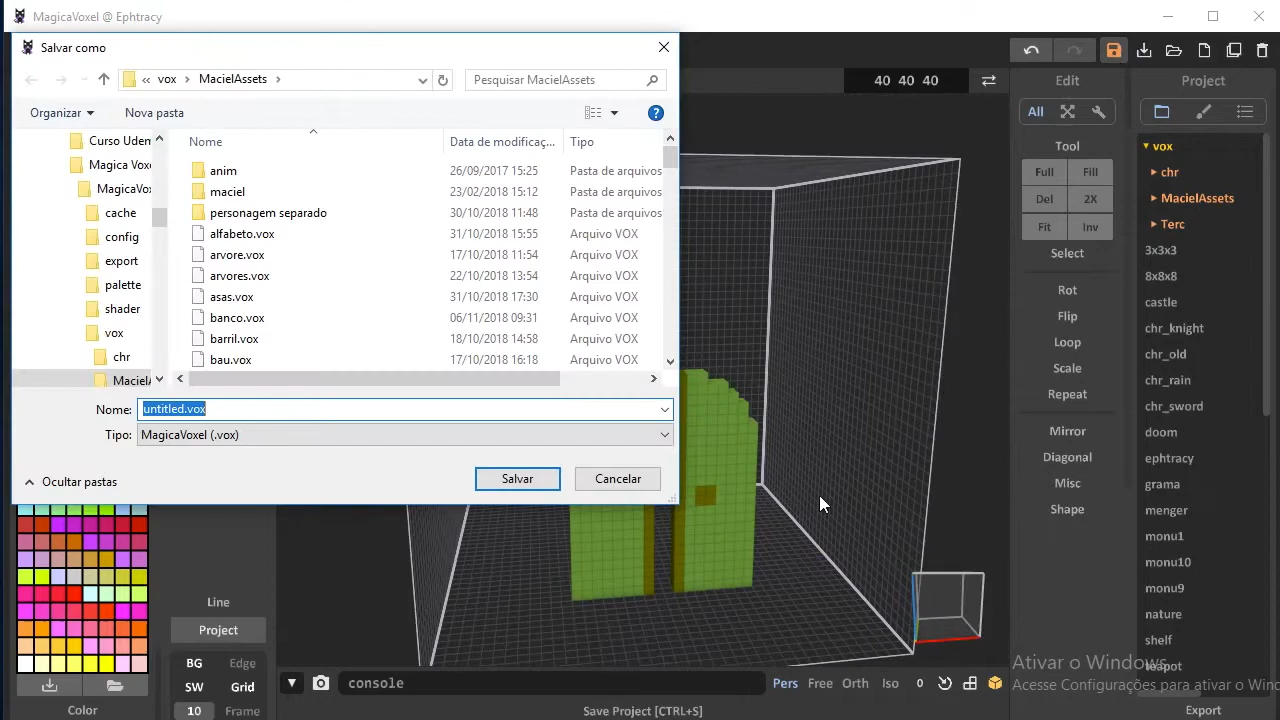 MagicaVoxel @ Ephtracy
Salvar como
« vox > MacielAssets >
Pesquisar MacielAssets
Organizar
Nova pasta
Nome
Data de modificaç...
Tipo
Curso Udem
Magica Voxe
MagicaVox
cache
config
export
palette
shader
vox
chr
MacielA
anim 26/09/2017 15:25 Pasta de arquivos
maciel 23/02/2018 15:12 Pasta de arquivos
personagem separado 30/10/2018 11:48 Pasta de arquivos
alfabeto.vox 31/10/2018 15:55 Arquivo VOX
arvore.vox 17/10/2018 11:54 Arquivo VOX
arvores.vox 22/10/2018 13:54 Arquivo VOX
asas.vox 31/10/2018 17:30 Arquivo VOX
banco.vox 06/11/2018 09:31 Arquivo VOX
barril.vox 18/10/2018 14:58 Arquivo VOX
bau.vox 17/10/2018 16:18 Arquivo VOX
Nome: untitled.vox
Tipo: MagicaVoxel (.vox)
Ocultar pastas
Salvar
Cancelar
40 40 40
Edit
All
Tool
Full Fill
Del 2X
Fit Inv
Select
Rot
Flip
Loop
Scale
Repeat
Mirror
Diagonal
Misc
Shape
Project
vox
chr
MacielAssets
Terc
3x3x3
8x8x8
castle
chr_knight
chr_old
chr_rain
chr_sword
doom
ephtracy
grama
menger
monu1
monu10
monu9
nature
shelf
teapot
Export
Line
Project
BG Edge
SW Grid
10 Frame
Color
console
Pers Free Orth Iso 0
Save Project [CTRL+S]
Ativar o Windows
Acesse Configurações para ativar o Wind